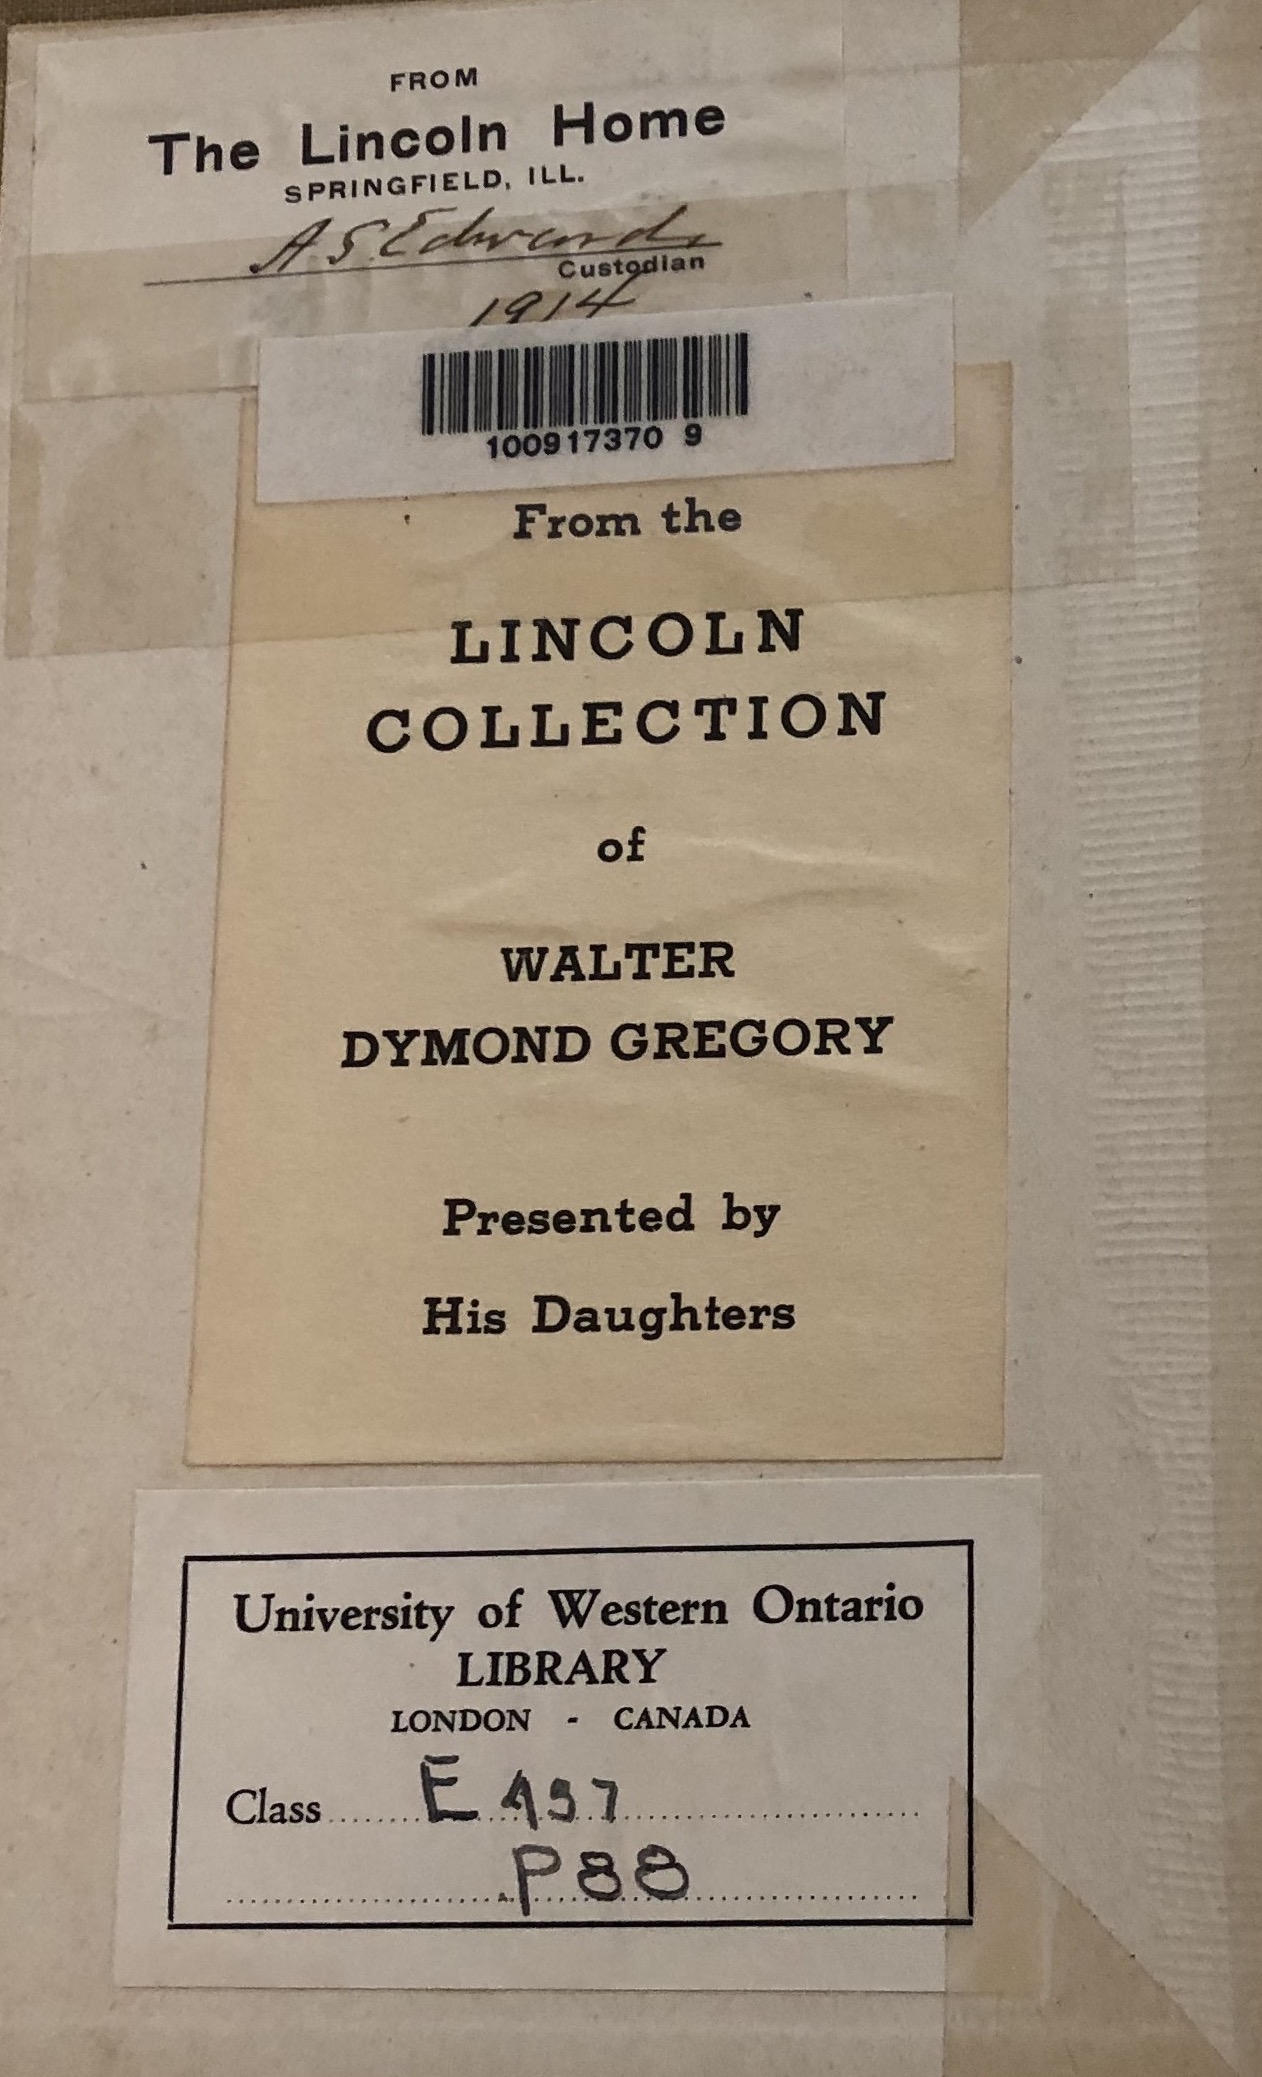 FROM
The Lincoln Home
SPRINGFIELD, ILL.
A S Edwards
Custodian
1914
100917370 9
From the
LINCOLN
COLLECTION
of
WALTER
DYMOND GREGORY
Presented by
His Daughters
University of Western Ontario
LIBRARY
LONDON - CANADA
Class E 457
P88